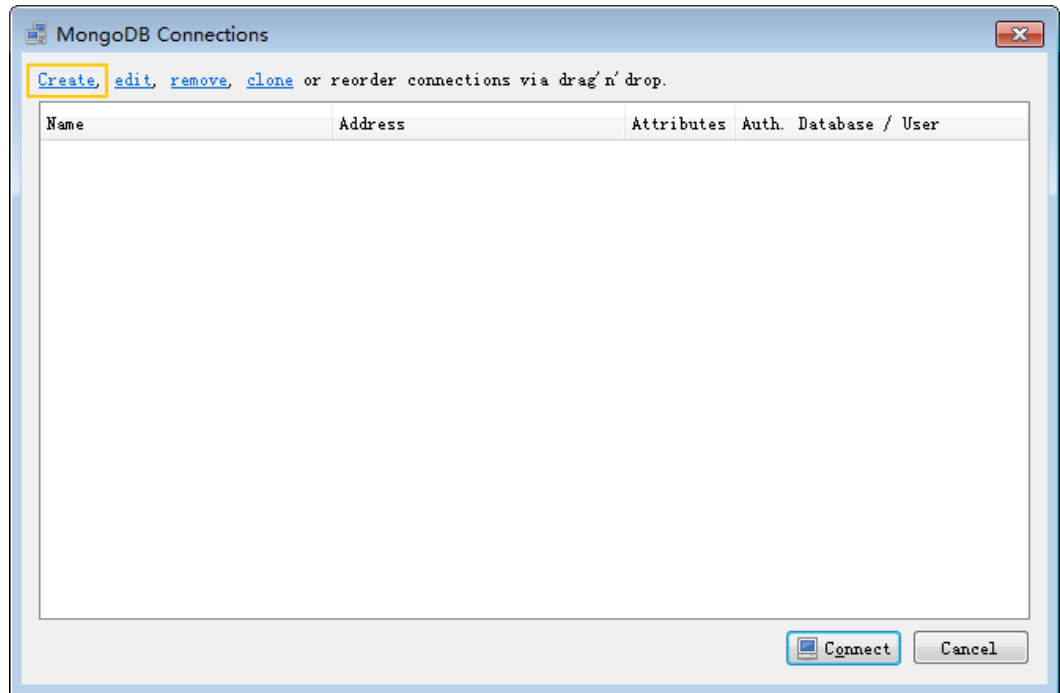 MongoDB Connections
Create, edit, remove, clone or reorder connections via drag'n'drop.
Name Address Attributes Auth. Database / User
Connect Cancel